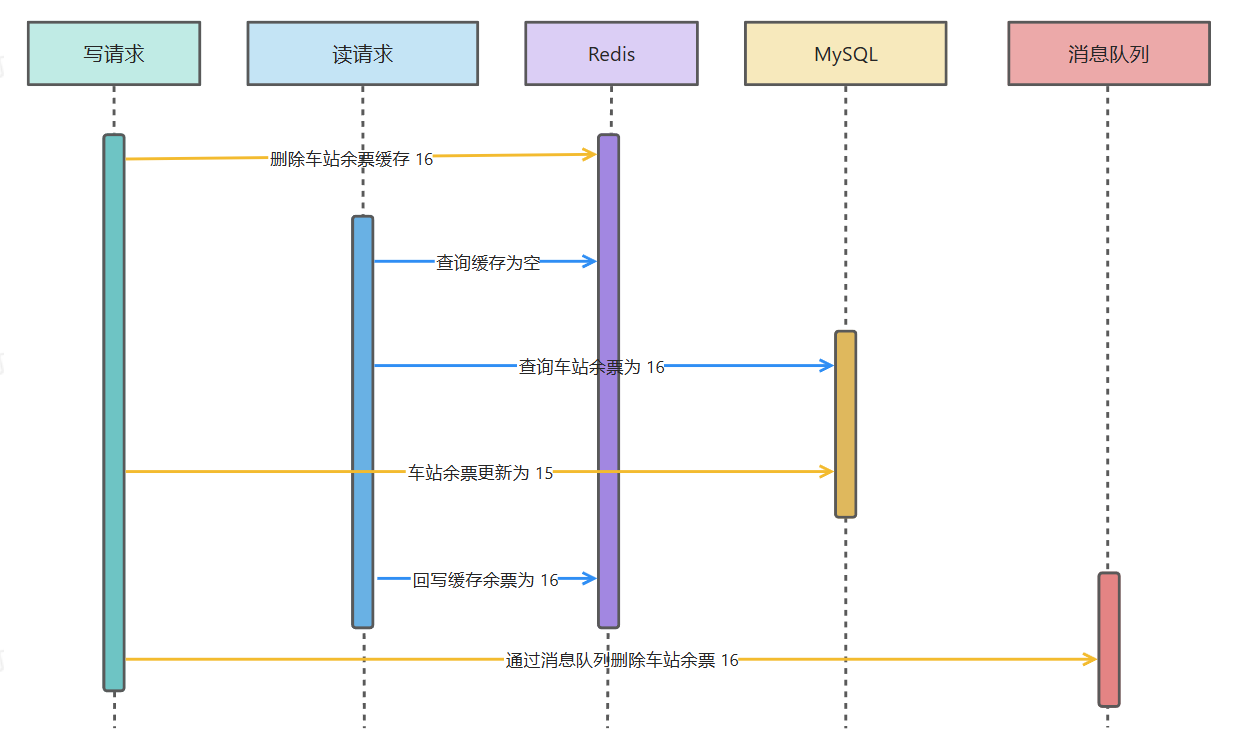 写请求
读请求
Redis
MySQL
消息队列
删除车站余票缓存 16
查询缓存为空
查询车站余票为 16
车站余票更新为 15
回写缓存余票为 16
通过消息队列删除车站余票 16